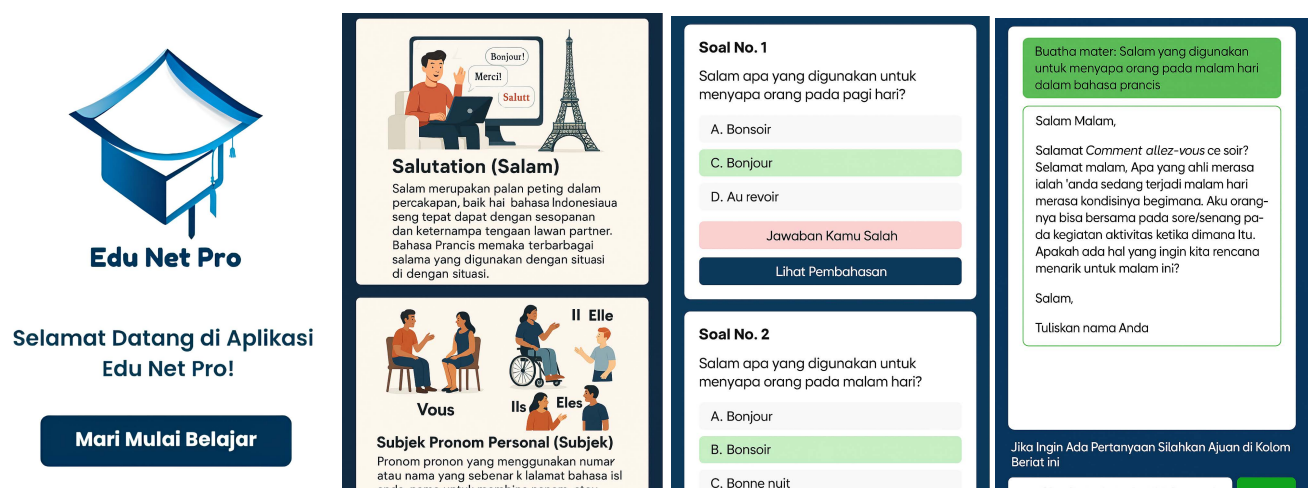 Edu Net Pro
Selamat Datang di Aplikasi
Edu Net Pro!
Mari Mulai Belajar
Bonjour!
Merci!
Salutt
Salutation (Salam)
Salam merupakan palan peting dalam
percakapan, baik hai bahasa Indonesiaua
seng tepat dapat dengan sesopanan
dan keternampa tengaan lawan partner.
Bahasa Prancis memaka terbarbagai
salama yang digunakan dengan situasi
di dengan situasi.
Il Elle
Vous
Ils Eles
Subjek Pronom Personal (Subjek)
Pronom pronon yang menggunakan numar
atau nama yang sebenar k lalamat bahasa isl
Soal No. 1
Salam apa yang digunakan untuk
menyapa orang pada pagi hari?
A. Bonsoir
C. Bonjour
D. Au revoir
Jawaban Kamu Salah
Lihat Pembahasan
Soal No. 2
Salam apa yang digunakan untuk
menyapa orang pada malam hari?
A. Bonjour
B. Bonsoir
C. Bonne nuit
Buatha mater: Salam yang digunakan
untuk menyapa orang pada malam hari
dalam bahasa prancis
Salam Malam,
Salamat Comment allez-vous ce soir?
Selamat malam, Apa yang ahli merasa
ialah 'anda sedang terjadi malam hari
merasa kondisinya begimana. Aku orang-
nya bisa bersama pada sore/senang pa-
da kegiatan aktivitas ketika dimana Itu.
Apakah ada hal yang ingin kita rencana
menarik untuk malam ini?
Salam,
Tuliskan nama Anda
Jika Ingin Ada Pertanyaan Silahkan Ajuan di Kolom
Beriat ini